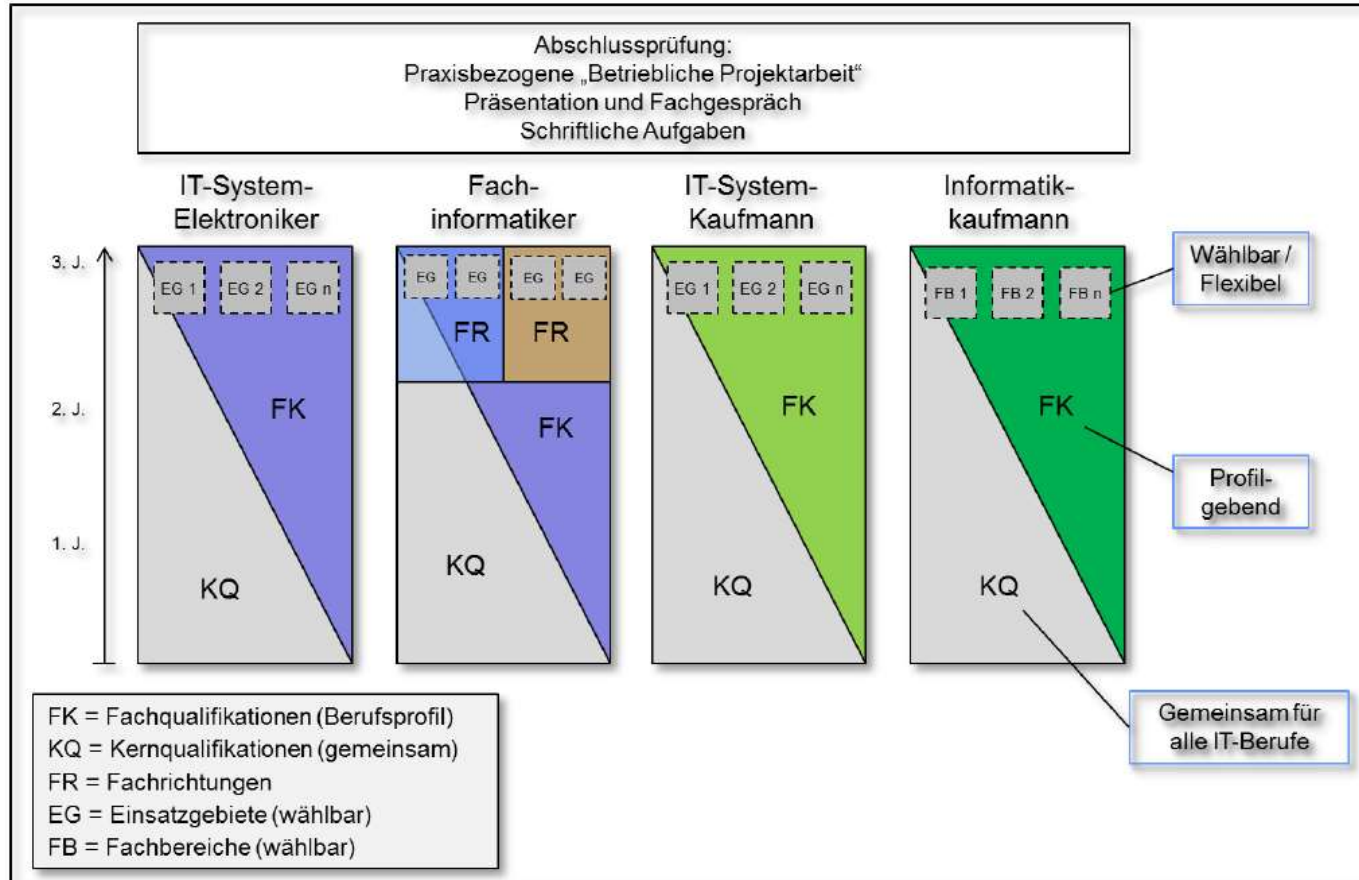 Abschlussprüfung:
Praxisbezogene „Betriebliche Projektarbeit“
Präsentation und Fachgespräch
Schriftliche Aufgaben
IT-System-
Elektroniker
Fach-
informatiker
IT-System-
Kaufmann
Informatik-
kaufmann
3. J.
2. J.
1. J.
EG 1 EG 2 EG n
FK
KQ
EG EG EG EG
FR FR
FK
KQ
EG 1 EG 2 EG n
FK
KQ
FB 1 FB 2 FB n
FK
KQ
Wählbar /
Flexibel
Profil-
gebend
Gemeinsam für
alle IT-Berufe
FK = Fachqualifikationen (Berufsprofil)
KQ = Kernqualifikationen (gemeinsam)
FR = Fachrichtungen
EG = Einsatzgebiete (wählbar)
FB = Fachbereiche (wählbar)